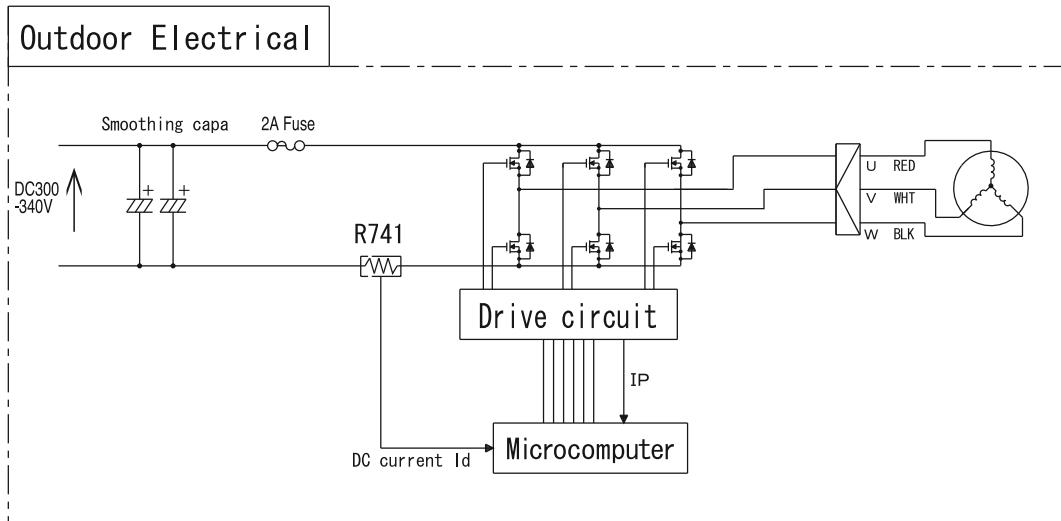 Outdoor Electrical
Smoothing capa
2A Fuse
DC300
-340V
+
+
R741
U RED
V WHT
W BLK
Drive circuit
IP
Microcomputer
DC current Id